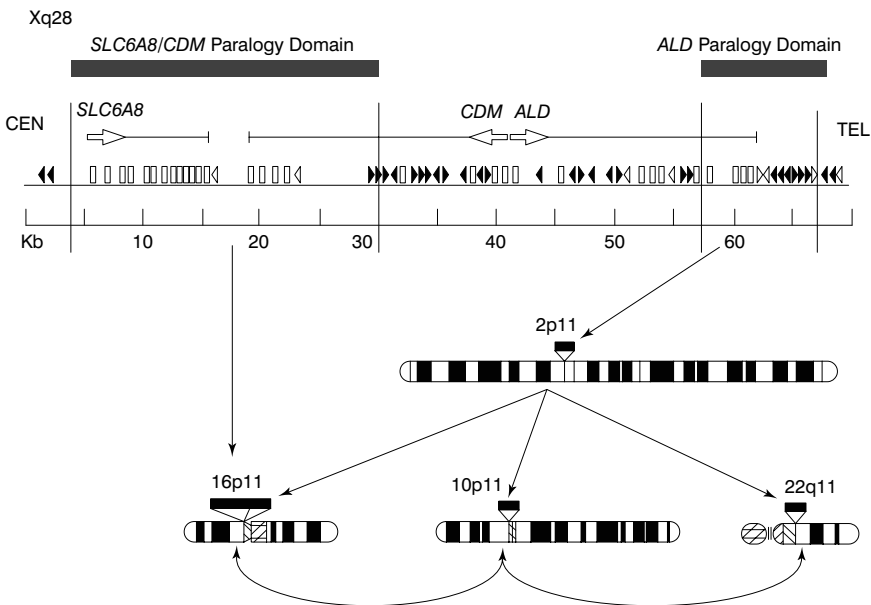 Xq28
SLC6A8/CDM Paralogy Domain
ALD Paralogy Domain
SLC6A8
CDM ALD
CEN
TEL
Kb 10 20 30 40 50 60
2p11
16p11 10p11 22q11